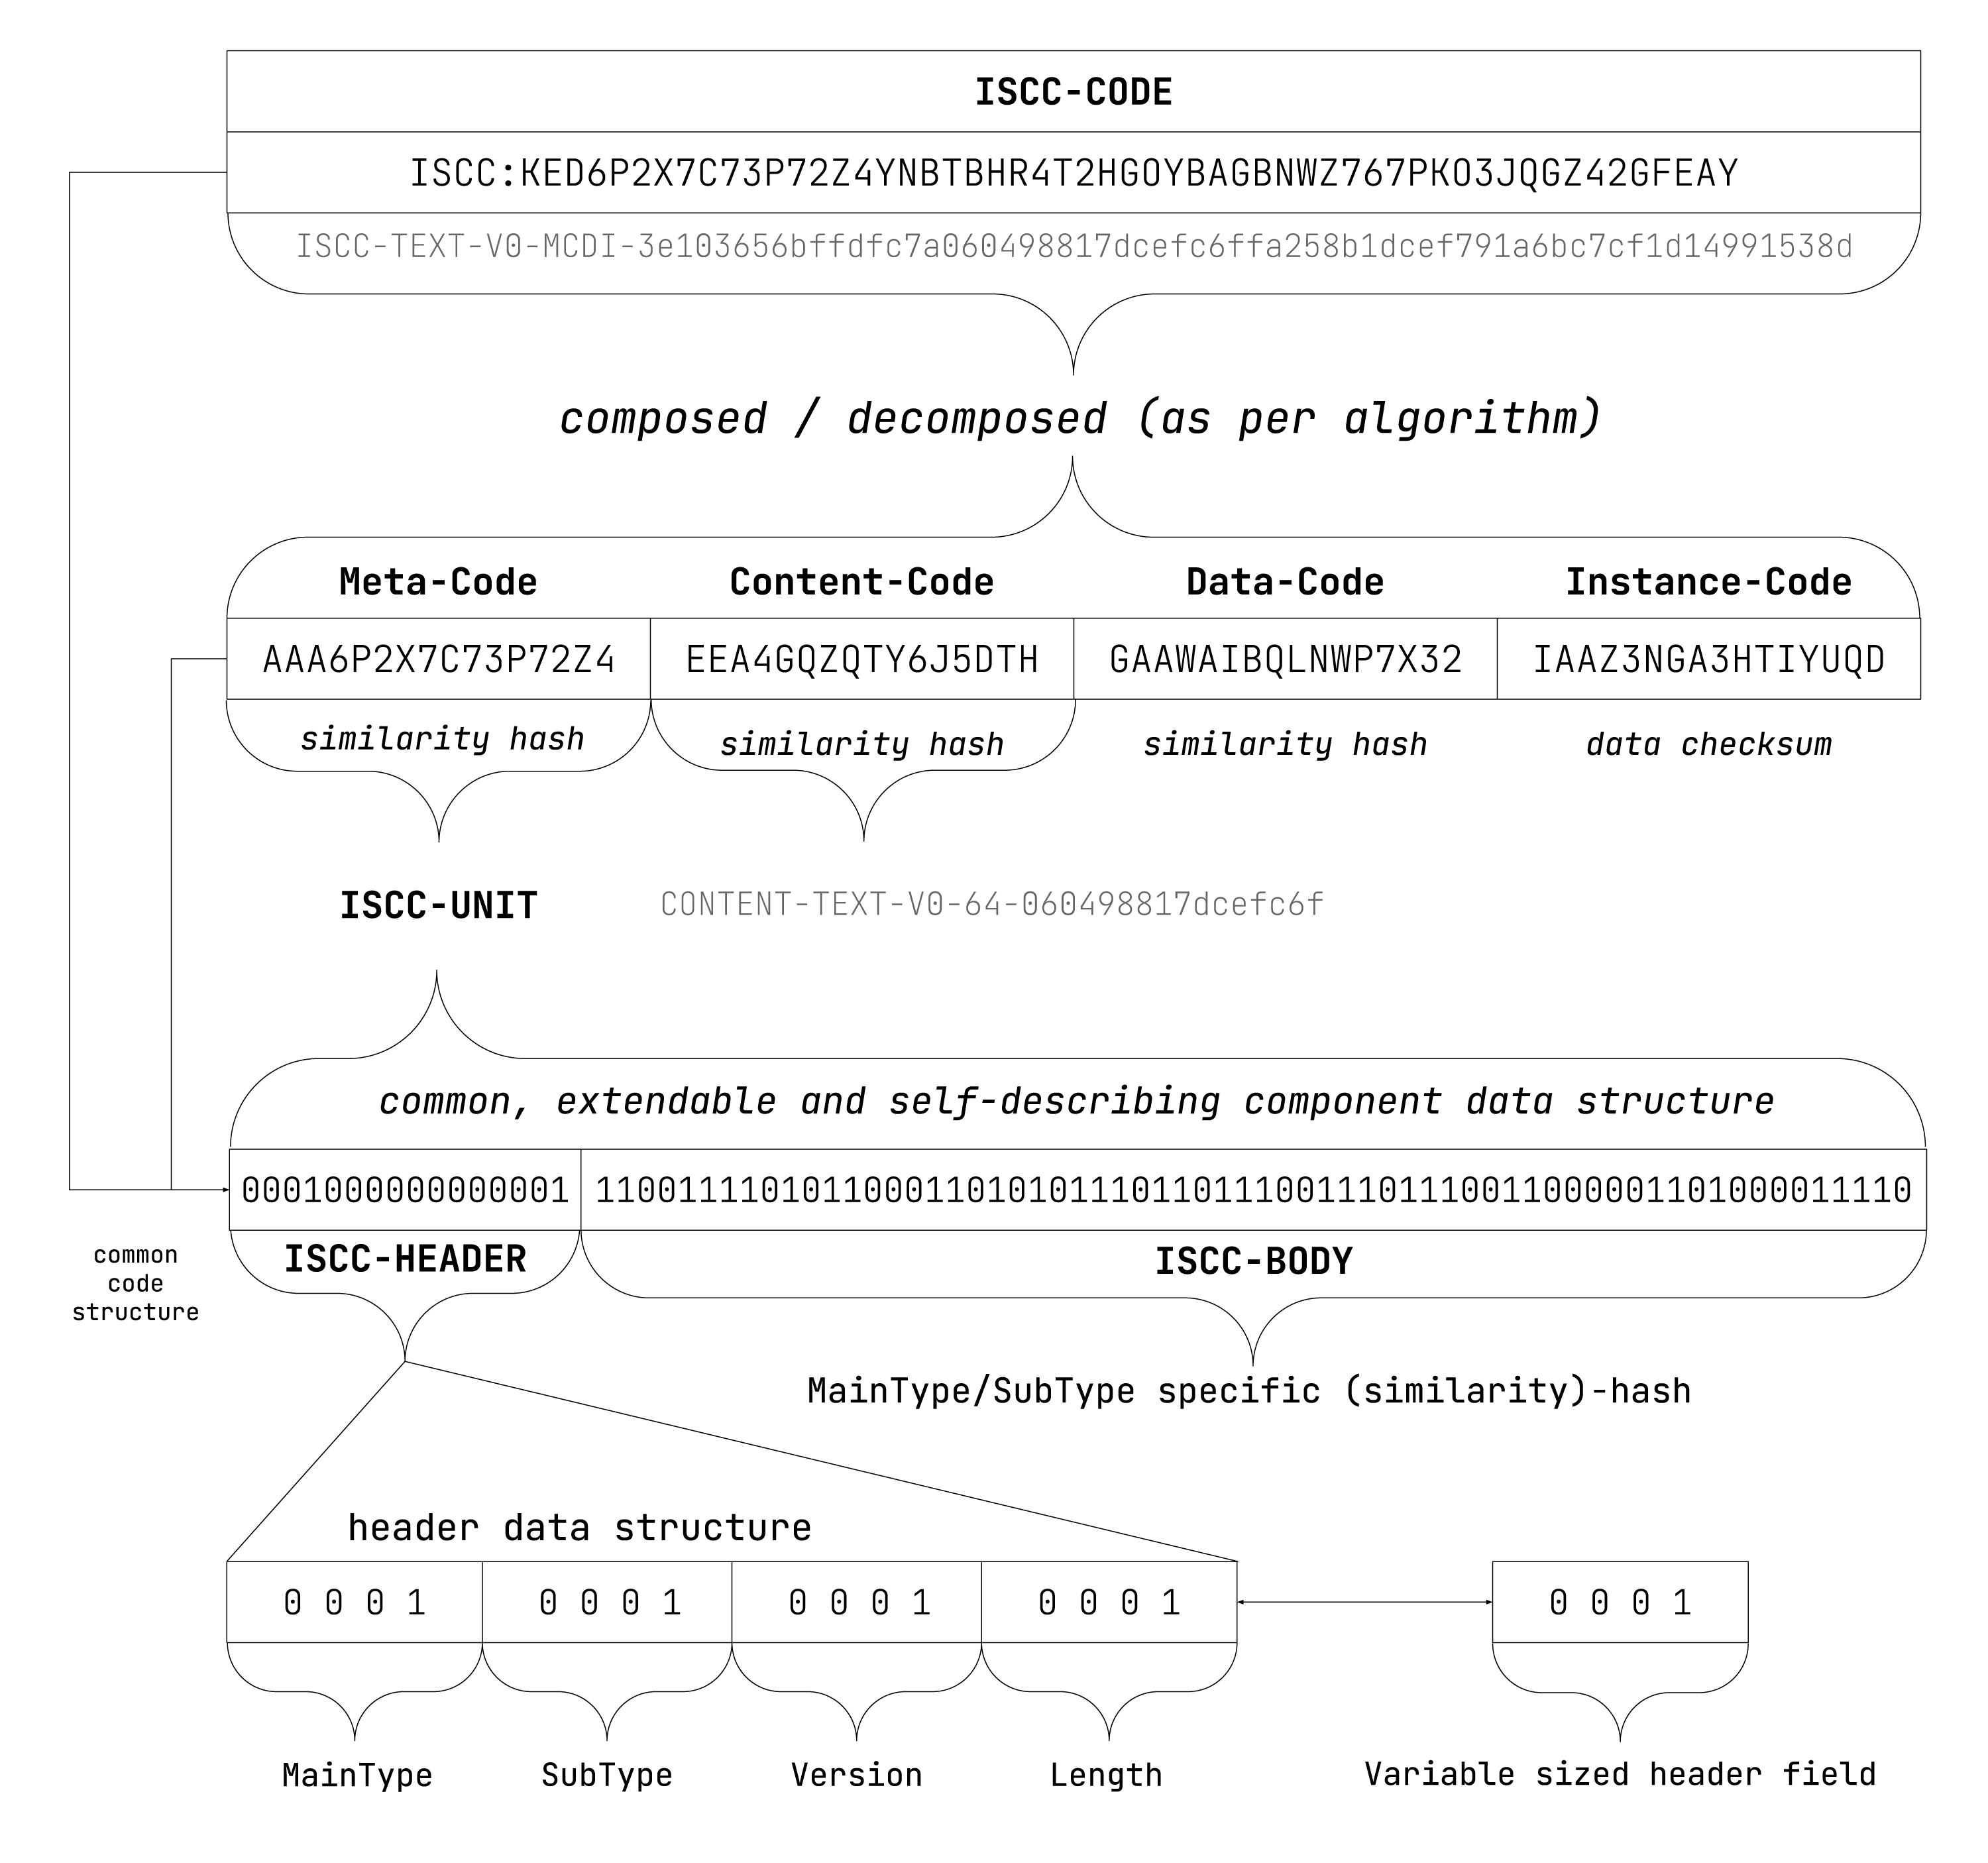 ISCC-CODE
ISCC:KED6P2X7C73P72Z4YNBTBHR4T2HGOYBAGBNWZ767PKO3JQGZ42GFEAY
ISCC-TEXT-V0-MCDI-3e103656bffdfc7a060498817dcefc6ffa258b1dcef791a6bc7cf1d14991538d
composed / decomposed (as per algorithm)
Meta-Code Content-Code Data-Code Instance-Code
AAA6P2X7C73P72Z4 EEA4GQZQTY6J5DTH GAAWAIBQLNWP7X32 IAAZ3NGA3HTIYUQD
similarity hash similarity hash similarity hash data checksum
ISCC-UNIT CONTENT-TEXT-V0-64-060498817dcefc6f
common, extendable and self-describing component data structure
0001000000000001 1100111101011000110101011101101110011101110011000001101000011110
ISCC-HEADER ISCC-BODY
common
code
structure
MainType/SubType specific (similarity)-hash
header data structure
0 0 0 1 0 0 0 1 0 0 0 1 0 0 0 1 0 0 0 1
MainType SubType Version Length Variable sized header field